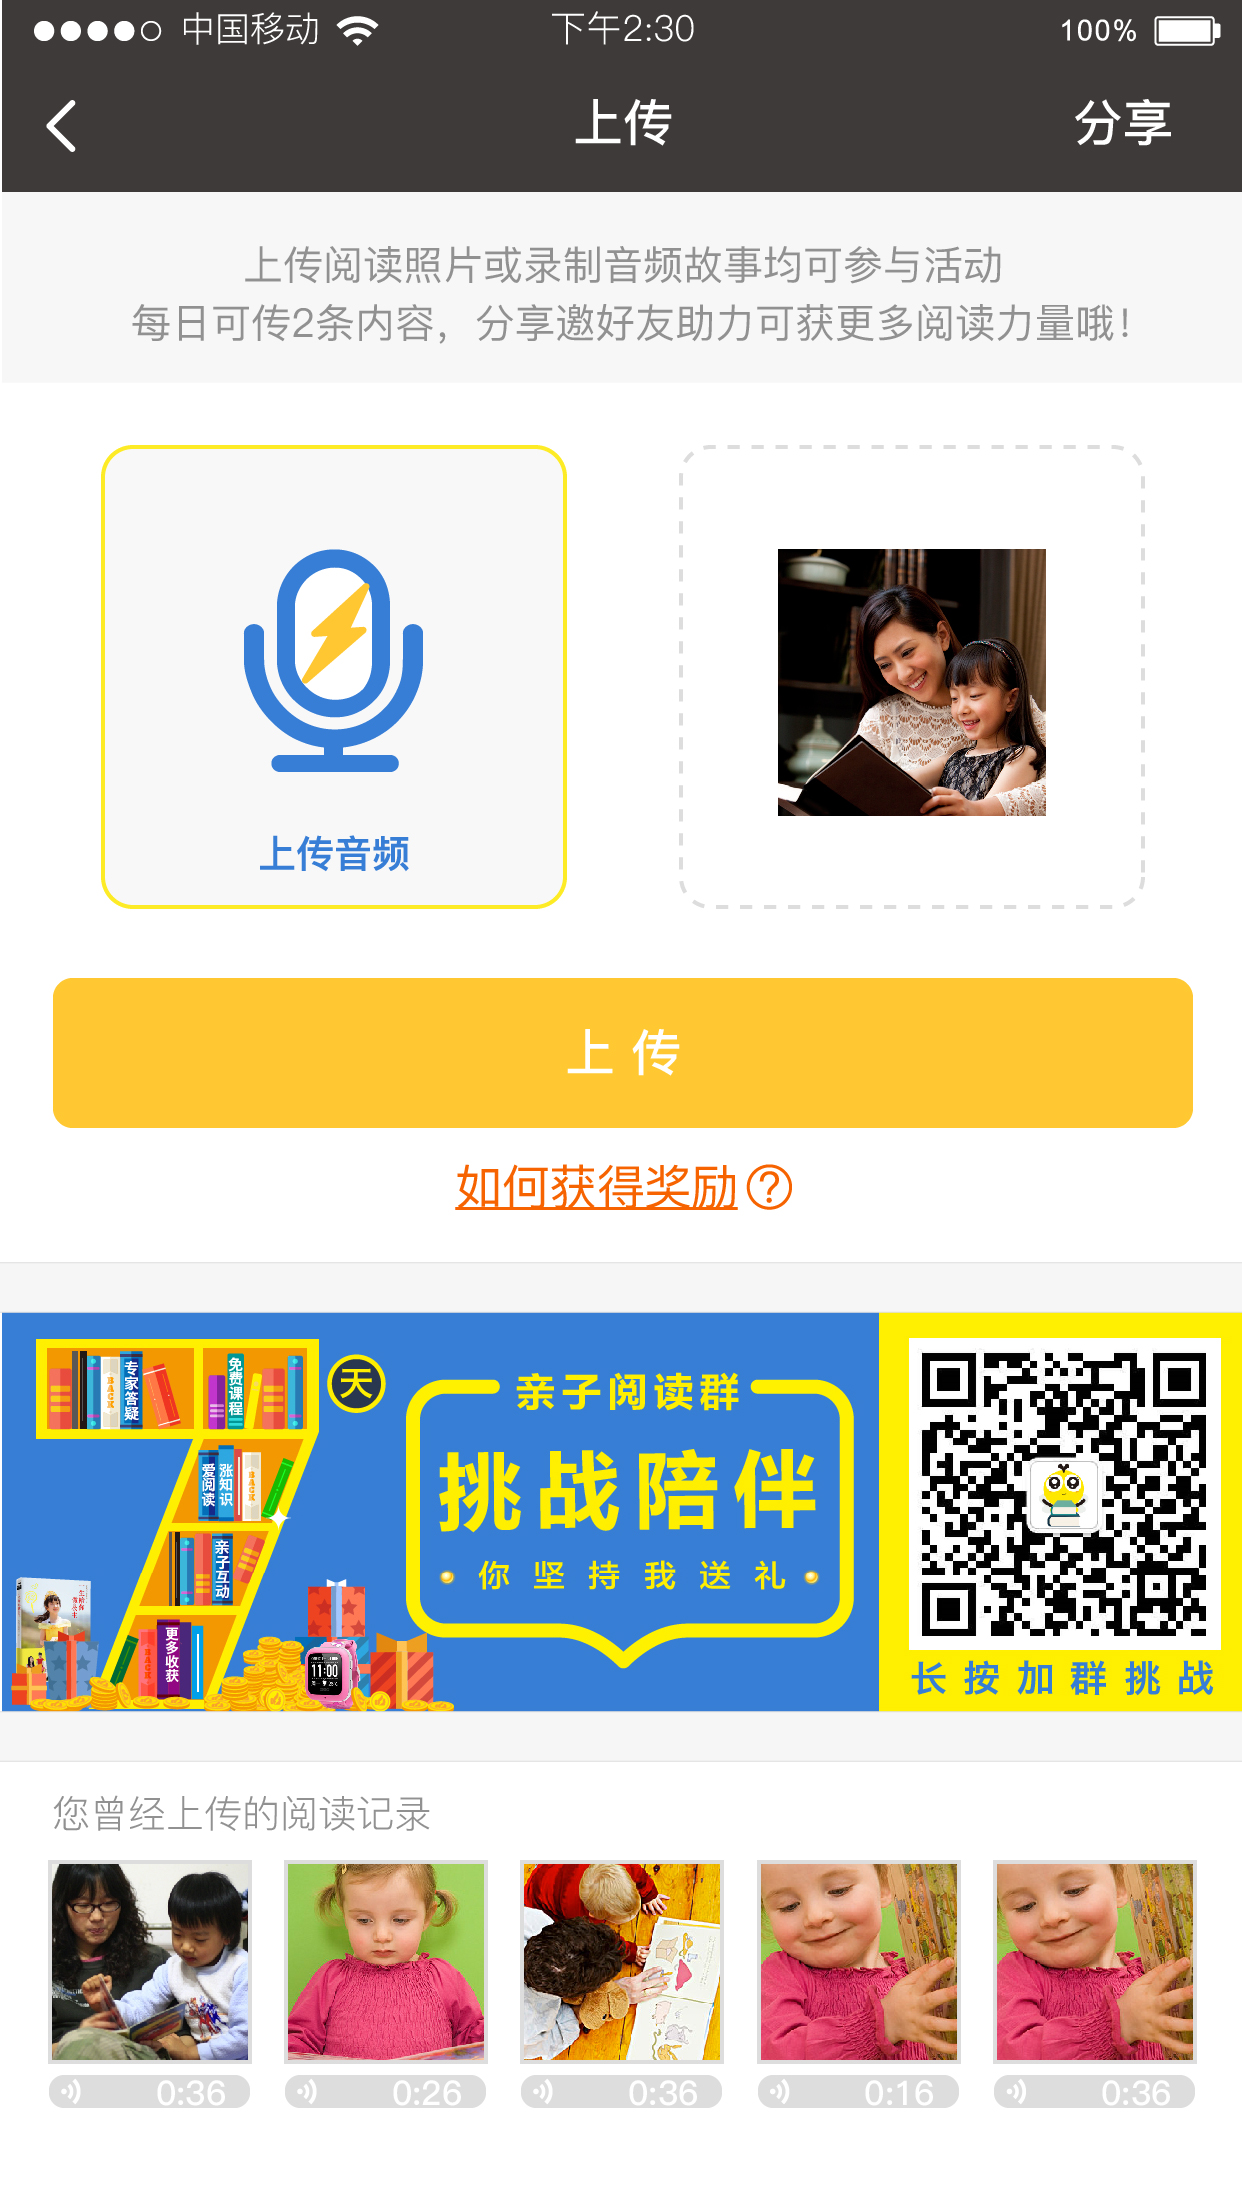 中国移动 下午2:30 100%
上传 分享
上传阅读照片或录制音频故事均可参与活动
每日可传2条内容，分享邀好友助力可获更多阅读力量哦！
上传音频
上 传
如何获得奖励?
专家答疑
BACK
免费课程
天
爱阅读
涨知识
BACK
亲子互动
更多收获
BACK
11:00
亲子阅读群
挑战陪伴
你坚持我送礼
长按加群挑战
您曾经上传的阅读记录
0:36 0:26 0:36 0:16 0:36